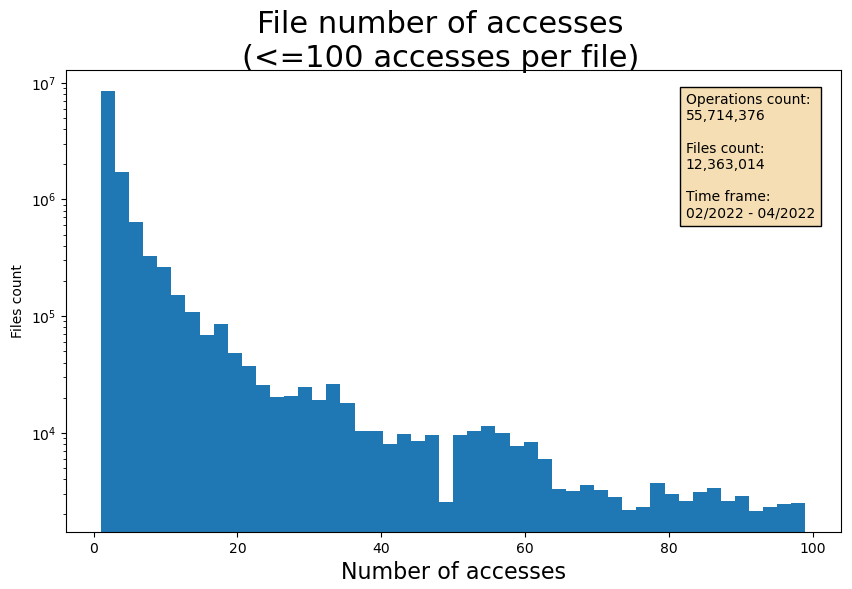 File number of accesses
(<=100 accesses per file)
10^7
10^6
10^5
10^4
Files count
Operations count:
55,714,376
Files count:
12,363,014
Time frame:
02/2022 - 04/2022
0 20 40 60 80 100
Number of accesses